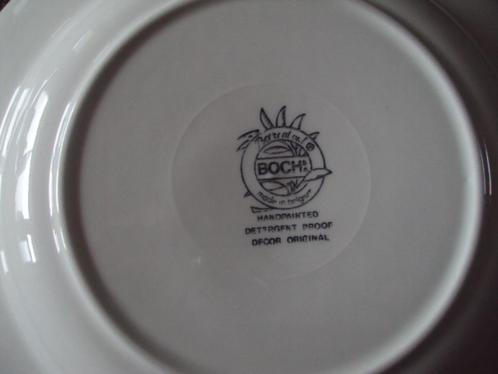 BOCH
made in belgium
HANDPAINTED
DETERGENT PROOF
DECOR ORIGINAL